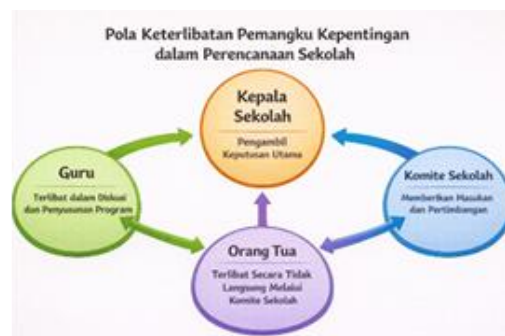 Pola Keterlibatan Pemangku Kepentingan
dalam Perencanaan Sekolah
Kepala
Sekolah
Pengambil
Keputusan Utama
Guru
Terlibat dalam Diskusi
dan Penyusunan Program
Komite Sekolah
Memberikan Masukan
dan Pertimbangan
Orang Tua
Terlibat Secara Tidak
Langsung Melalui
Komite Sekolah